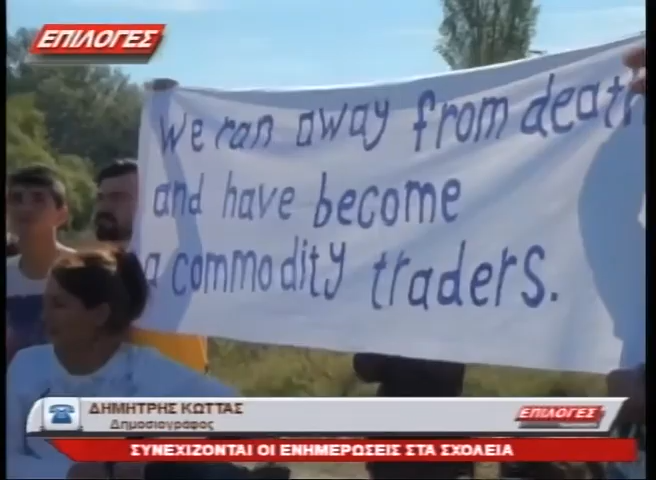 ΕΠΙΛΟΓΕΣ
We ran away from death
and have become
a commodity traders.
ΔΗΜΗΤΡΗΣ ΚΩΤΤΑΣ
Δημοσιογράφος
ΕΠΙΛΟΓΕΣ
ΣΥΝΕΧΙΖΟΝΤΑΙ ΟΙ ΕΝΗΜΕΡΩΣΕΙΣ ΣΤΑ ΣΧΟΛΕΙΑ